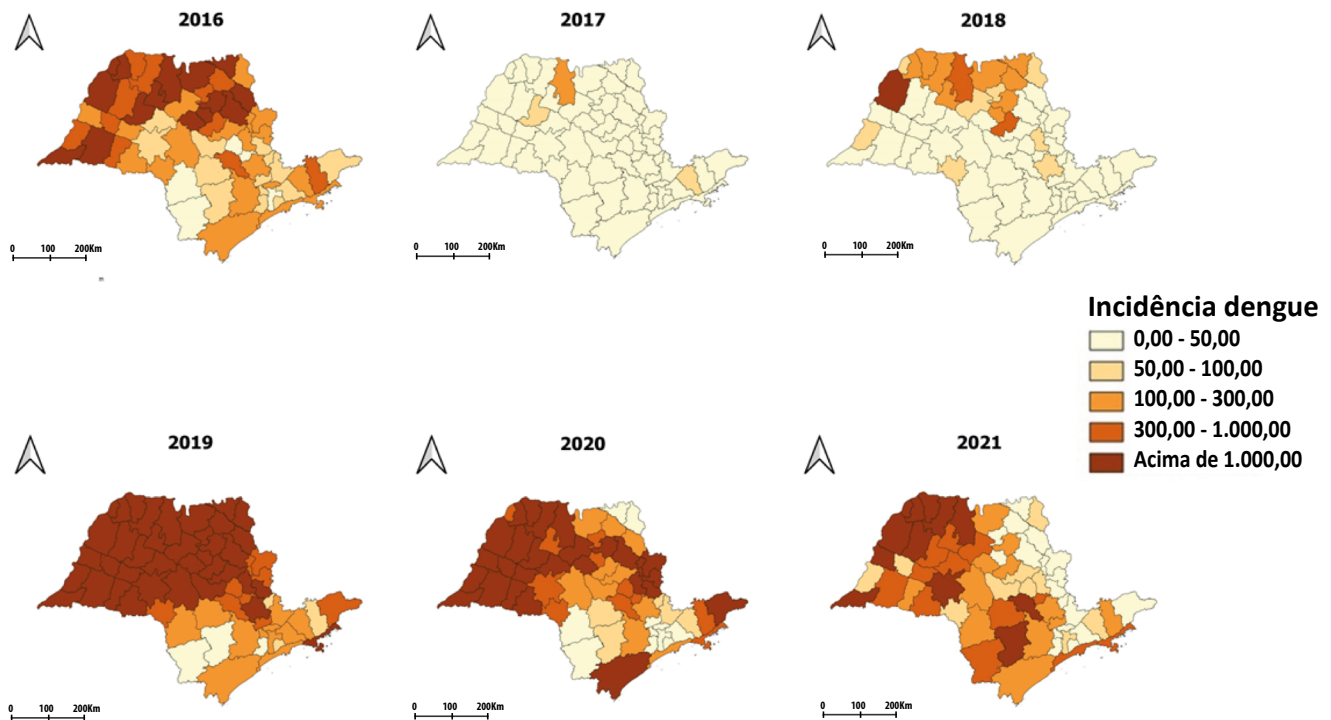 2016
2017
2018
0 100 200Km
0 100 200Km
0 100 200Km
Incidência dengue
0,00 - 50,00
50,00 - 100,00
100,00 - 300,00
300,00 - 1.000,00
Acima de 1.000,00
2019
2020
2021
0 100 200Km
0 100 200Km
0 100 200Km